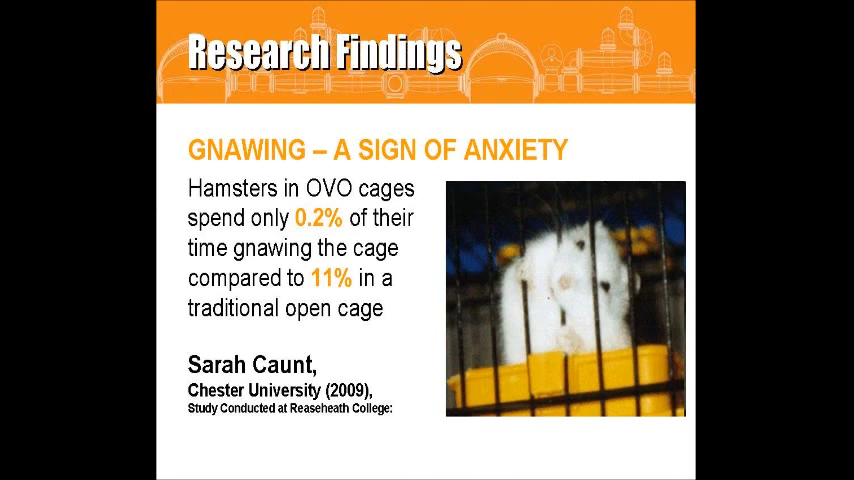 Research Findings
GNAWING – A SIGN OF ANXIETY
Hamsters in OVO cages
spend only 0.2% of their
time gnawing the cage
compared to 11% in a
traditional open cage
Sarah Caunt,
Chester University (2009),
Study Conducted at Reaseheath College: